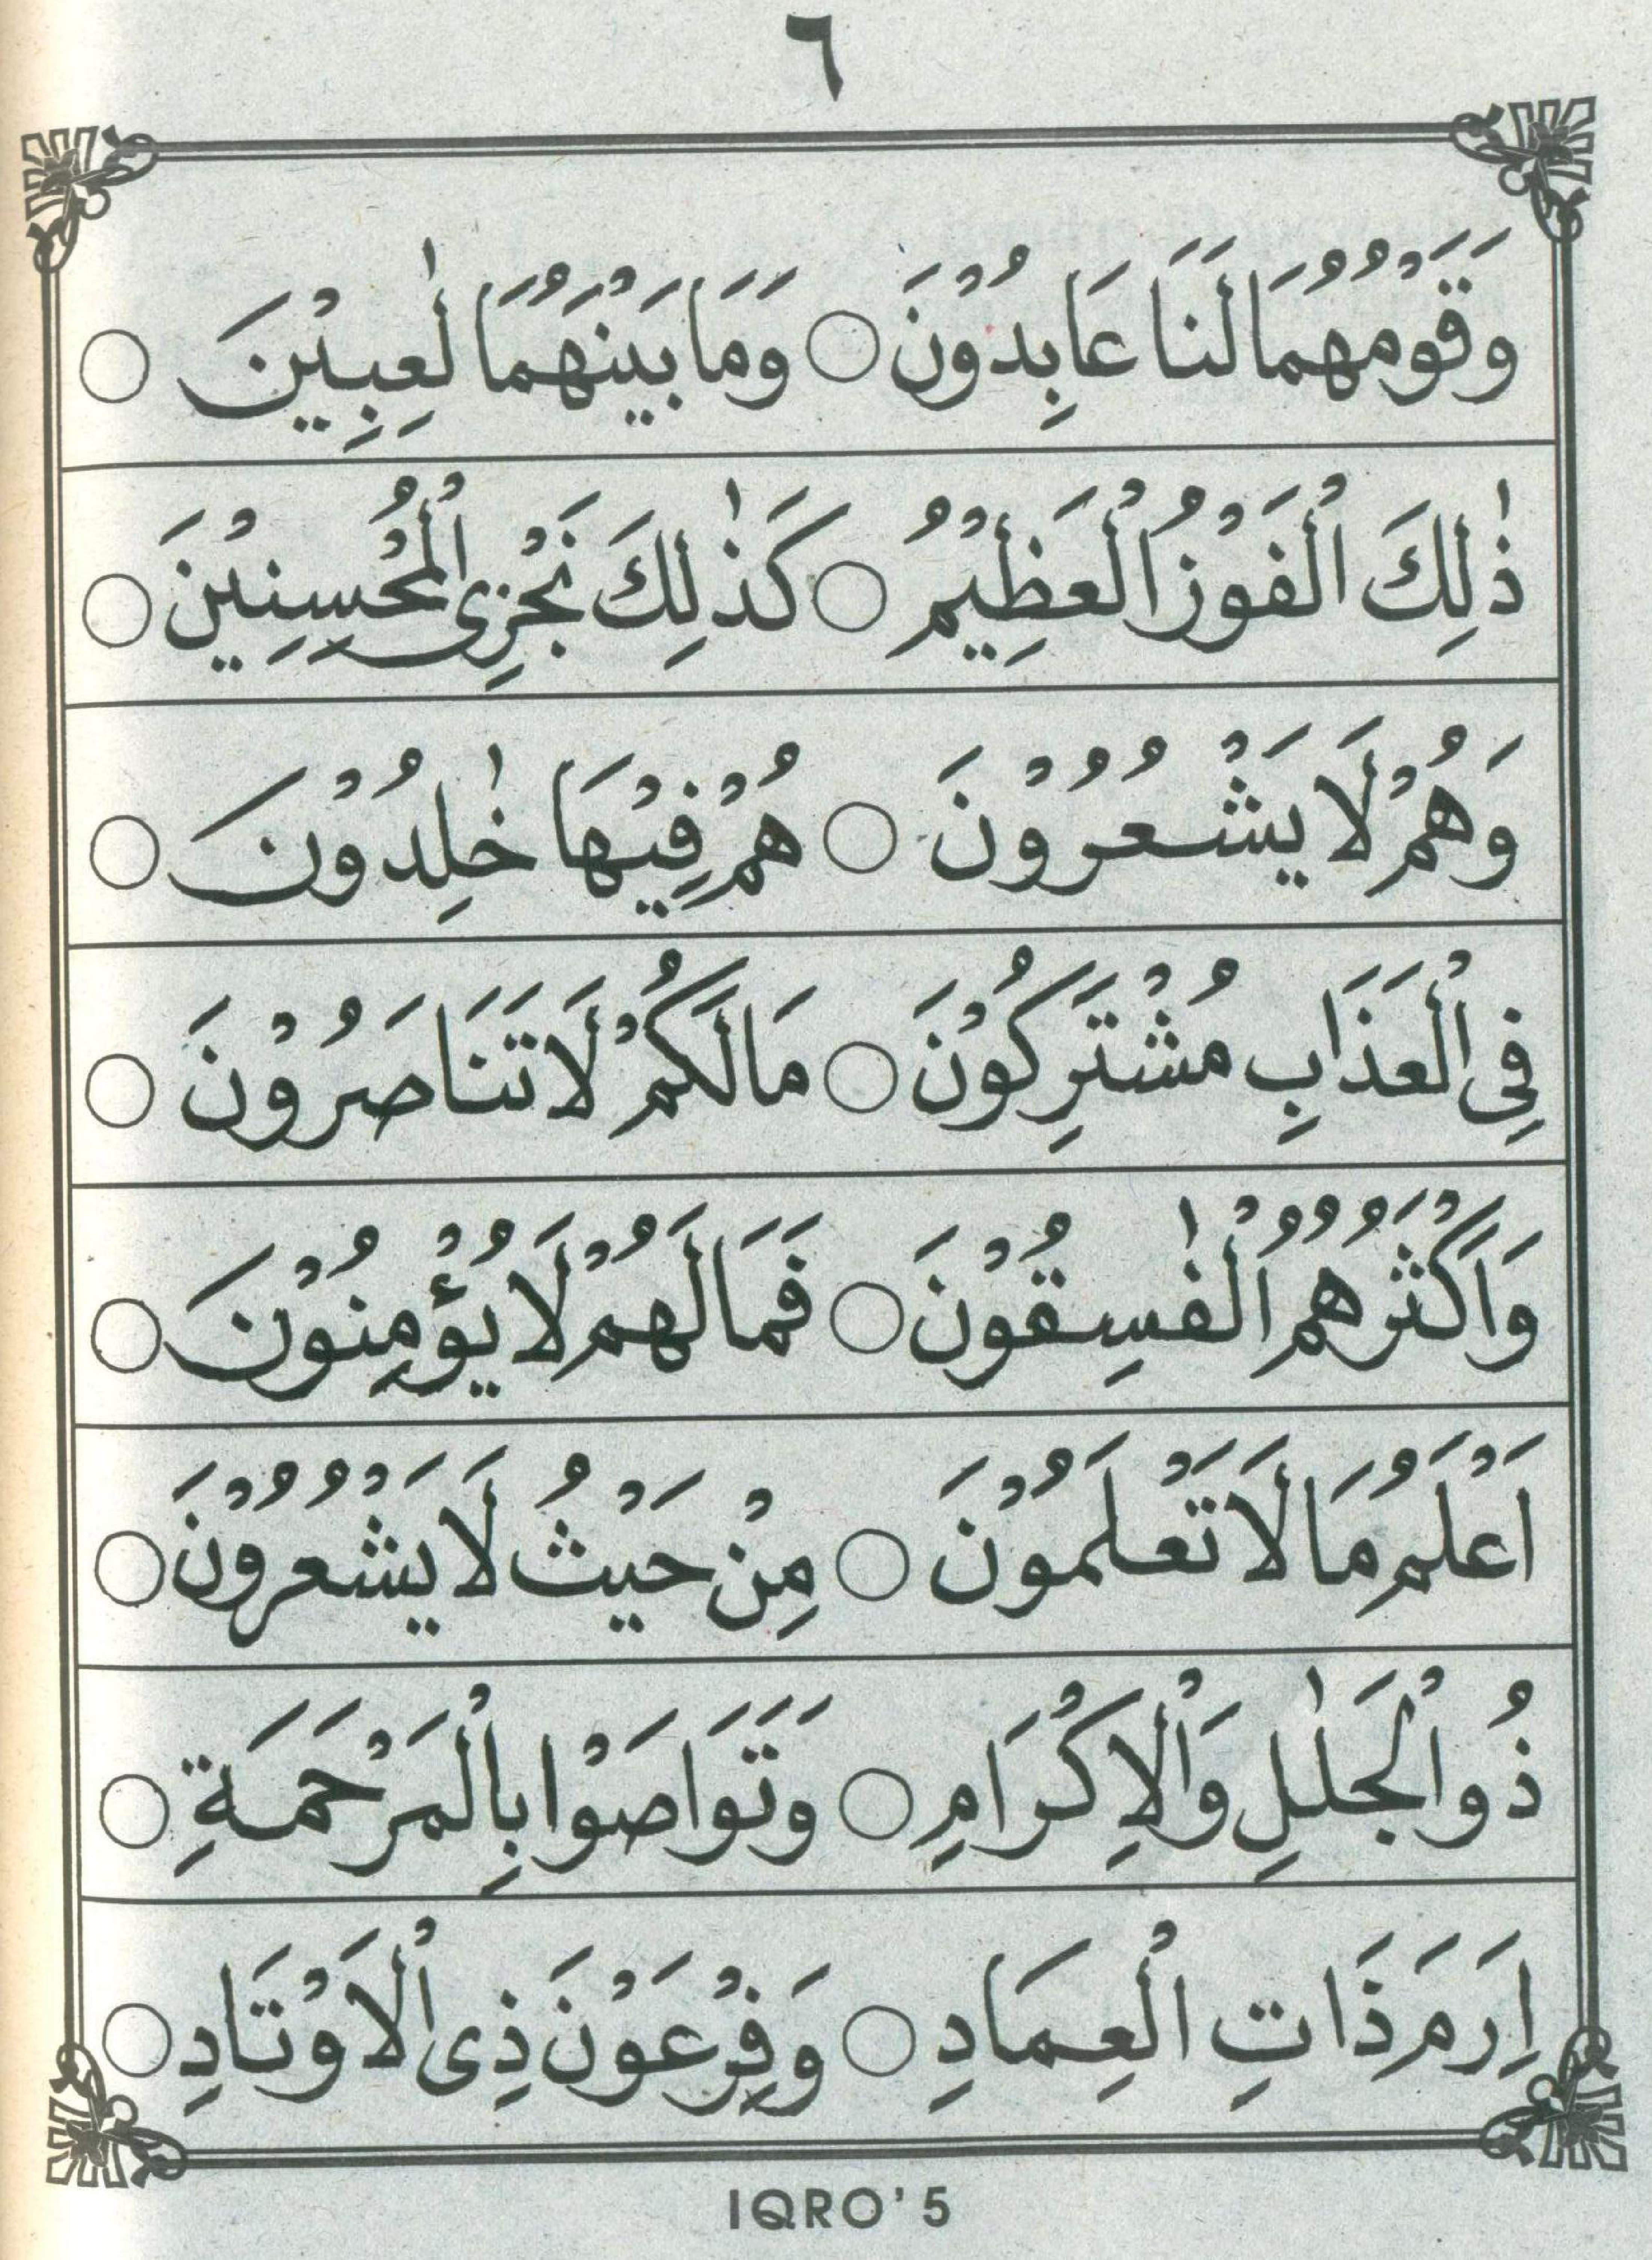 ٦
وَقَوْمُهُمَا لَنَا عَابِدُوْنَ ○ وَمَا بَيْنَهُمَا لٰعِبِيْنَ ○
ذٰلِكَ الْفَوْزُ الْعَظِيْمُ ○ كَذٰلِكَ نَجْزِى الْمُحْسِنِيْنَ ○
وَهُمْ لَا يَشْعُرُوْنَ ○ هُمْ فِيْهَا خٰلِدُوْنَ ○
فِى الْعَذَابِ مُشْتَرِكُوْنَ ○ مَا لَكُمْ لَا تَنَاصَرُوْنَ ○
وَاَكْثَرُهُمُ الْفٰسِقُوْنَ ○ فَمَا لَهُمْ لَا يُؤْمِنُوْنَ ○
اَعْلَمُ مَا لَا تَعْلَمُوْنَ ○ مِنْ حَيْثُ لَا يَشْعُرُوْنَ ○
ذُو الْجَلٰلِ وَالْاِكْرَامِ ○ وَتَوَاصَوْا بِالْمَرْحَمَةِ ○
اِرَمَ ذَاتِ الْعِمَادِ ○ وَفِرْعَوْنَ ذِى الْاَوْتَادِ ○
IQRO' 5